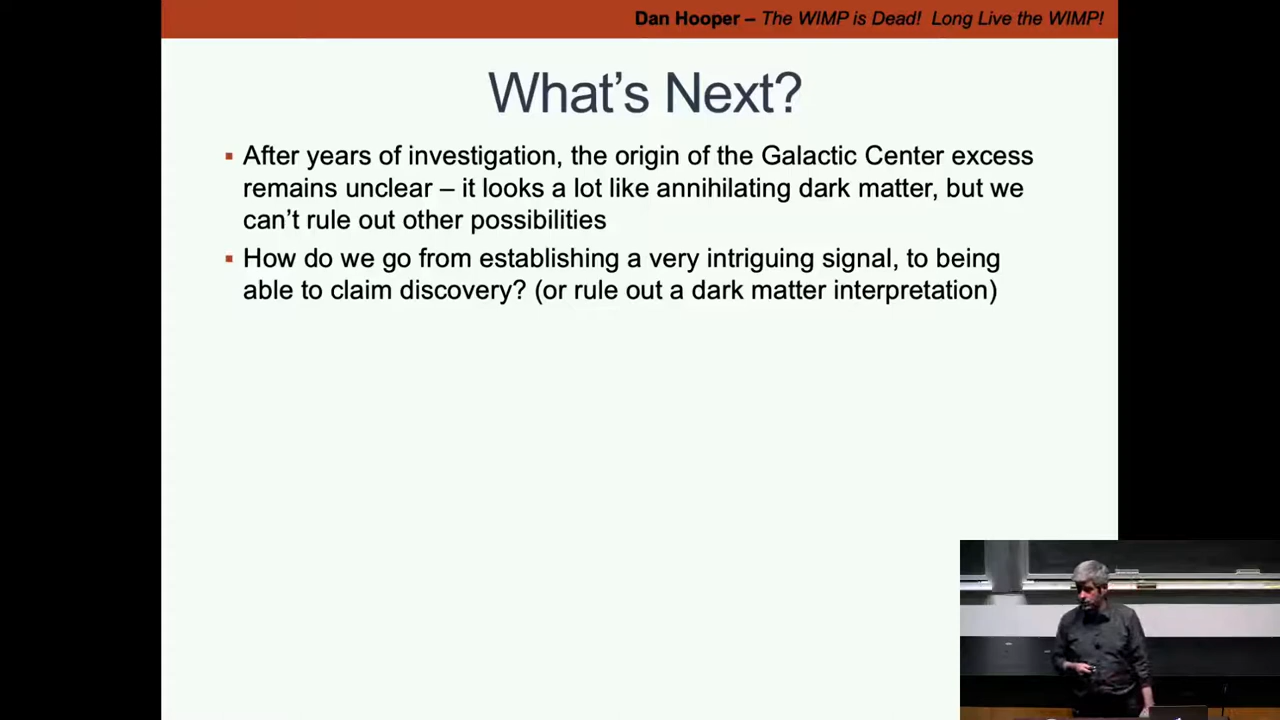 Dan Hooper – The WIMP is Dead! Long Live the WIMP!
What's Next?
▪ After years of investigation, the origin of the Galactic Center excess
remains unclear – it looks a lot like annihilating dark matter, but we
can't rule out other possibilities
▪ How do we go from establishing a very intriguing signal, to being
able to claim discovery? (or rule out a dark matter interpretation)